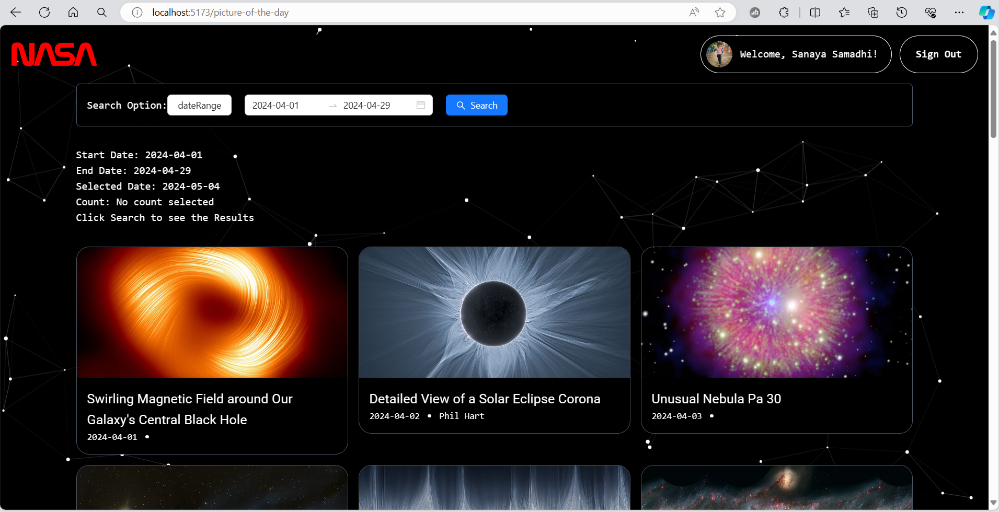 localhost:5173/picture-of-the-day
NASA
Welcome, Sanaya Samadhi!
Sign Out
Search Option:
dateRange
2024-04-01
2024-04-29
Search
Start Date: 2024-04-01
End Date: 2024-04-29
Selected Date: 2024-05-04
Count: No count selected
Click Search to see the Results
Swirling Magnetic Field around Our
Galaxy's Central Black Hole
2024-04-01 •
Detailed View of a Solar Eclipse Corona
2024-04-02 • Phil Hart
Unusual Nebula Pa 30
2024-04-03 •